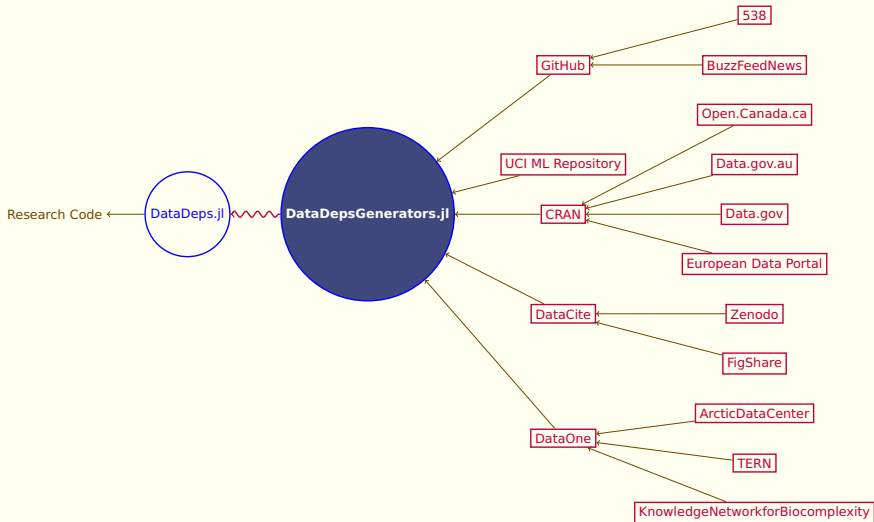 538
GitHub
BuzzFeedNews
Open.Canada.ca
UCI ML Repository
Data.gov.au
Research Code
DataDeps.jl
DataDepsGenerators.jl
CRAN
Data.gov
European Data Portal
DataCite
Zenodo
FigShare
ArcticDataCenter
DataOne
TERN
KnowledgeNetworkforBiocomplexity